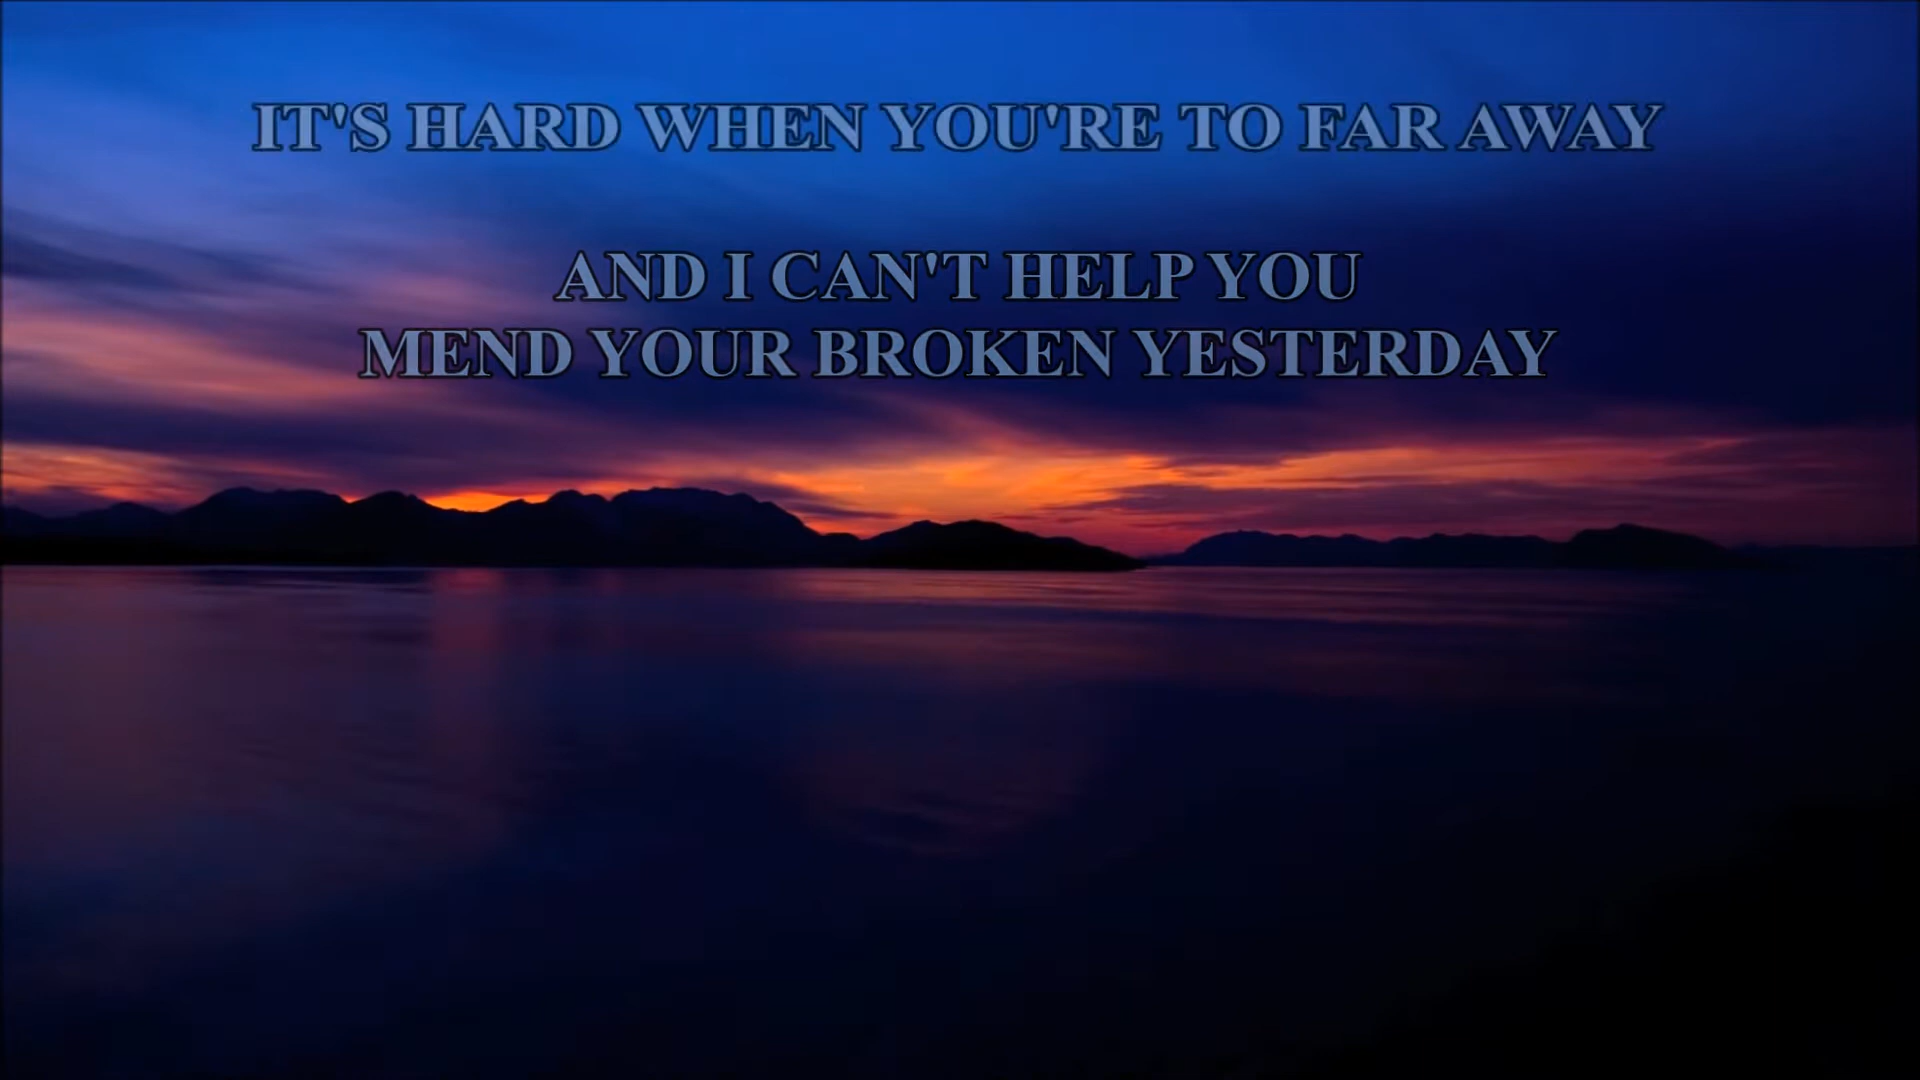 IT'S HARD WHEN YOU'RE TO FAR AWAY
AND I CAN'T HELP YOU
MEND YOUR BROKEN YESTERDAY